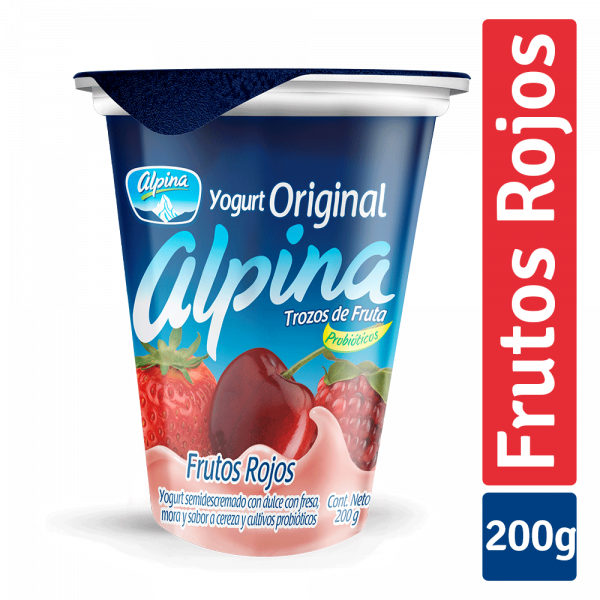 alpina
Yogurt Original
alpina
Trozos de Fruta
Probióticos
Frutos Rojos
Yogurt semidescremado con dulce con fresa,
mora y sabor a cereza y cultivos probióticos
Cont. Neto
200 g
Frutos Rojos
200g